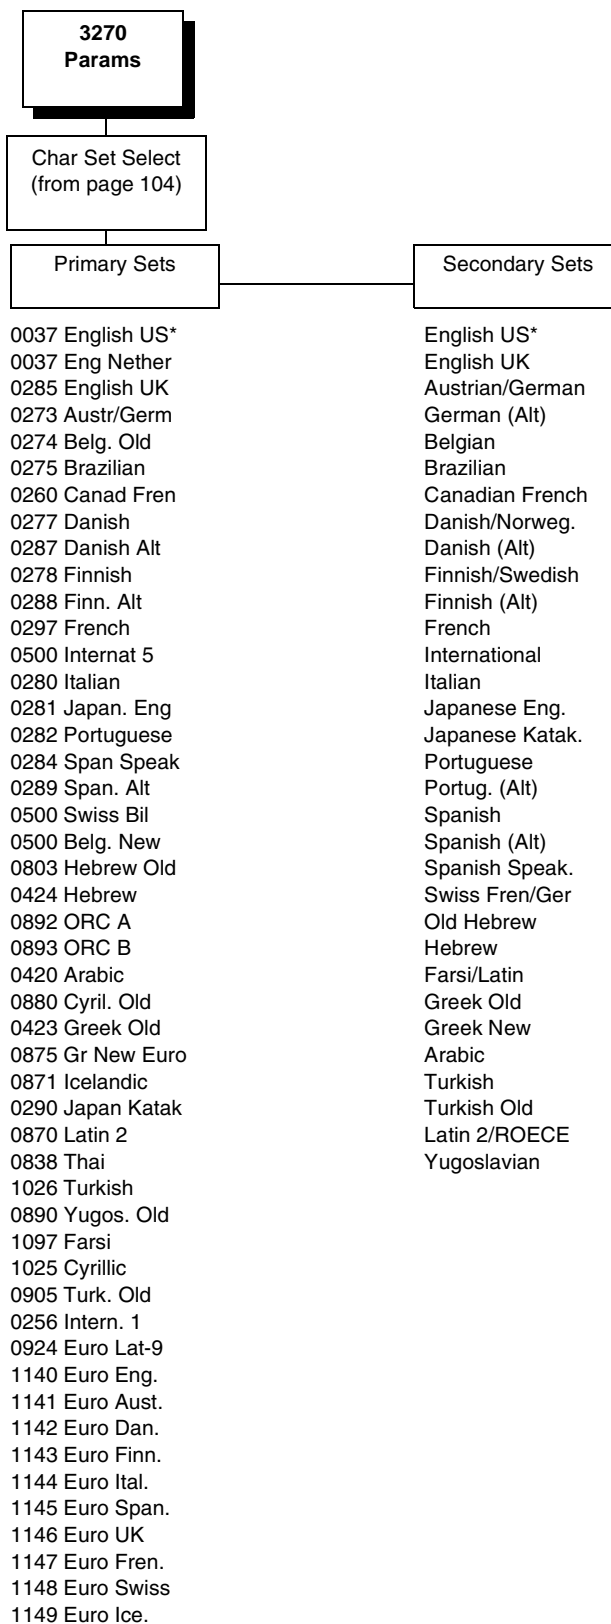 3270
Params
Char Set Select
(from page 104)
Primary Sets
0037 English US*
0037 Eng Nether
0285 English UK
0273 Austr/Germ
0274 Belg. Old
0275 Brazilian
0260 Canad Fren
0277 Danish
0287 Danish Alt
0278 Finnish
0288 Finn. Alt
0297 French
0500 Internat 5
0280 Italian
0281 Japan. Eng
0282 Portuguese
0284 Span Speak
0289 Span. Alt
0500 Swiss Bil
0500 Belg. New
0803 Hebrew Old
0424 Hebrew
0892 ORC A
0893 ORC B
0420 Arabic
0880 Cyril. Old
0423 Greek Old
0875 Gr New Euro
0871 Icelandic
0290 Japan Katak
0870 Latin 2
0838 Thai
1026 Turkish
0890 Yugos. Old
1097 Farsi
1025 Cyrillic
0905 Turk. Old
0256 Intern. 1
0924 Euro Lat-9
1140 Euro Eng.
1141 Euro Aust.
1142 Euro Dan.
1143 Euro Finn.
1144 Euro Ital.
1145 Euro Span.
1146 Euro UK
1147 Euro Fren.
1148 Euro Swiss
1149 Euro Ice.
Secondary Sets
English US*
English UK
Austrian/German
German (Alt)
Belgian
Brazilian
Canadian French
Danish/Norweg.
Danish (Alt)
Finnish/Swedish
Finnish (Alt)
French
International
Italian
Japanese Eng.
Japanese Katak.
Portuguese
Portug. (Alt)
Spanish
Spanish (Alt)
Spanish Speak.
Swiss Fren/Ger
Old Hebrew
Hebrew
Farsi/Latin
Greek Old
Greek New
Arabic
Turkish
Turkish Old
Latin 2/ROECE
Yugoslavian